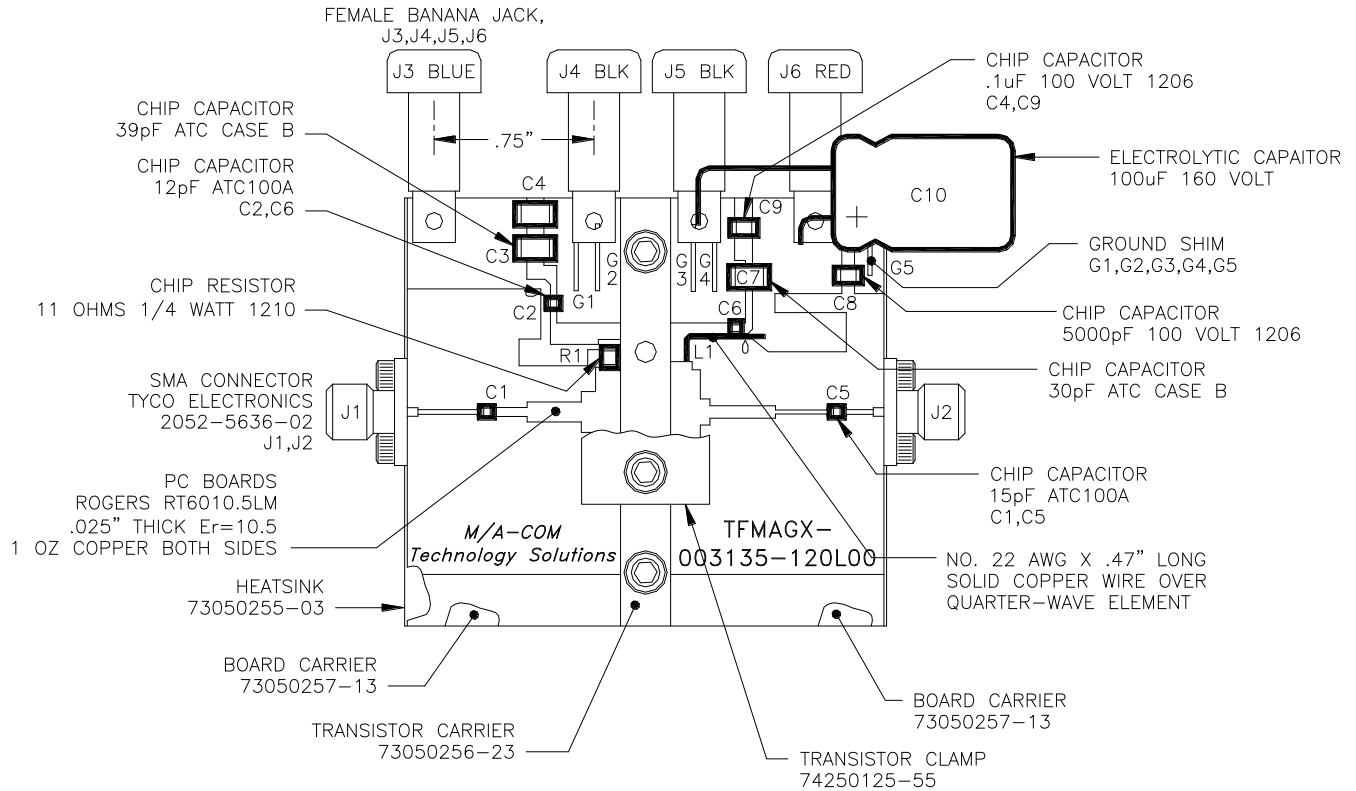 FEMALE BANANA JACK,
J3,J4,J5,J6
J3 BLUE
J4 BLK
J5 BLK
J6 RED
CHIP CAPACITOR
.1uF 100 VOLT 1206
C4,C9
CHIP CAPACITOR
39pF ATC CASE B
.75"
CHIP CAPACITOR
12pF ATC100A
C2,C6
ELECTROLYTIC CAPAITOR
100uF 160 VOLT
C4
C9
C10
C3
G2
G3
G4
G5
GROUND SHIM
G1,G2,G3,G4,G5
C7
CHIP RESISTOR
11 OHMS 1/4 WATT 1210
C2
G1
C6
C8
CHIP CAPACITOR
5000pF 100 VOLT 1206
R1
L1
CHIP CAPACITOR
30pF ATC CASE B
SMA CONNECTOR
TYCO ELECTRONICS
2052-5636-02
J1,J2
J1
C1
C5
J2
PC BOARDS
ROGERS RT6010.5LM
.025" THICK Er=10.5
1 OZ COPPER BOTH SIDES
CHIP CAPACITOR
15pF ATC100A
C1,C5
M/A-COM
Technology Solutions
TFMAGX-
003135-120L00
NO. 22 AWG X .47" LONG
SOLID COPPER WIRE OVER
QUARTER-WAVE ELEMENT
HEATSINK
73050255-03
BOARD CARRIER
73050257-13
BOARD CARRIER
73050257-13
TRANSISTOR CARRIER
73050256-23
TRANSISTOR CLAMP
74250125-55